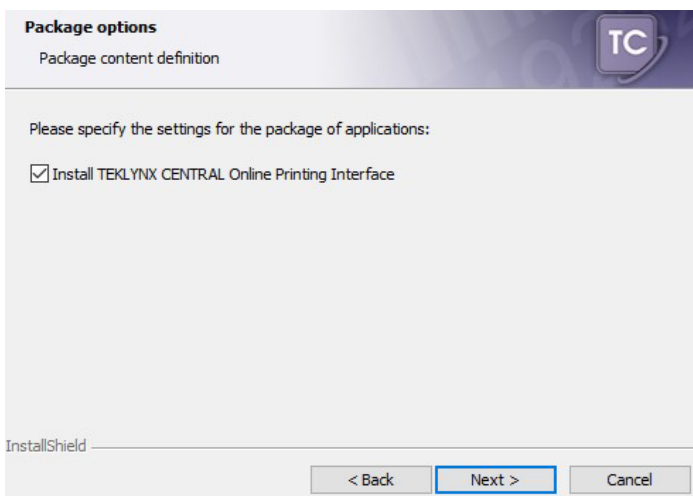 Package options
Package content definition
TC
Please specify the settings for the package of applications:
Install TEKLYNX CENTRAL Online Printing Interface
InstallShield
< Back
Next >
Cancel